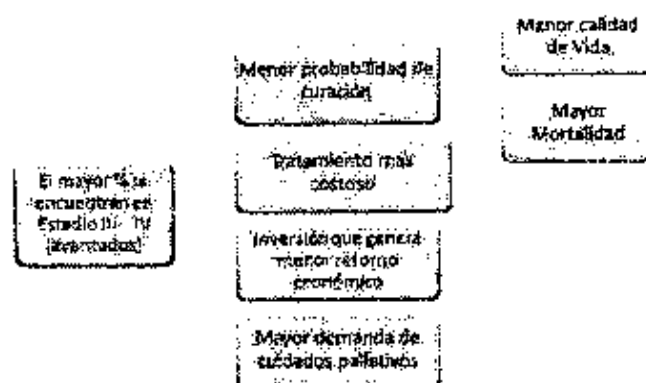 El mayor % se
encuentran en
Estadio III - IV
(avanzados)
Menor probabilidad de
curación
Tratamiento más
costoso
Inversión que genera
menor retorno
económico
Mayor demanda de
cuidados paliativos
Menor calidad
de Vida.
Mayor
Mortalidad